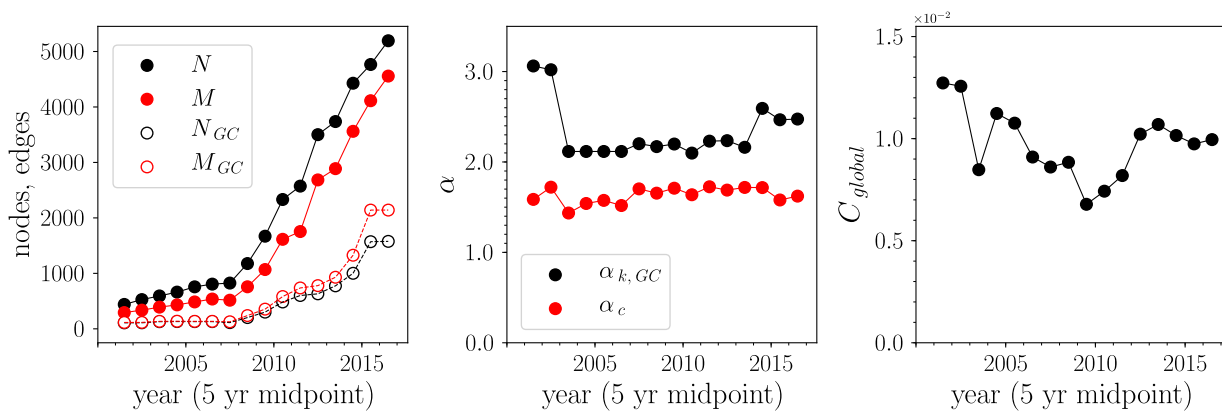 nodes, edges
5000
4000
3000
2000
1000
0
N
M
N_GC
M_GC
2005 2010 2015
year (5 yr midpoint)
α
3.0
2.0
1.0
0.0
α_k, GC
α_c
2005 2010 2015
year (5 yr midpoint)
C_global
×10⁻²
1.5
1.0
0.5
0.0
2005 2010 2015
year (5 yr midpoint)